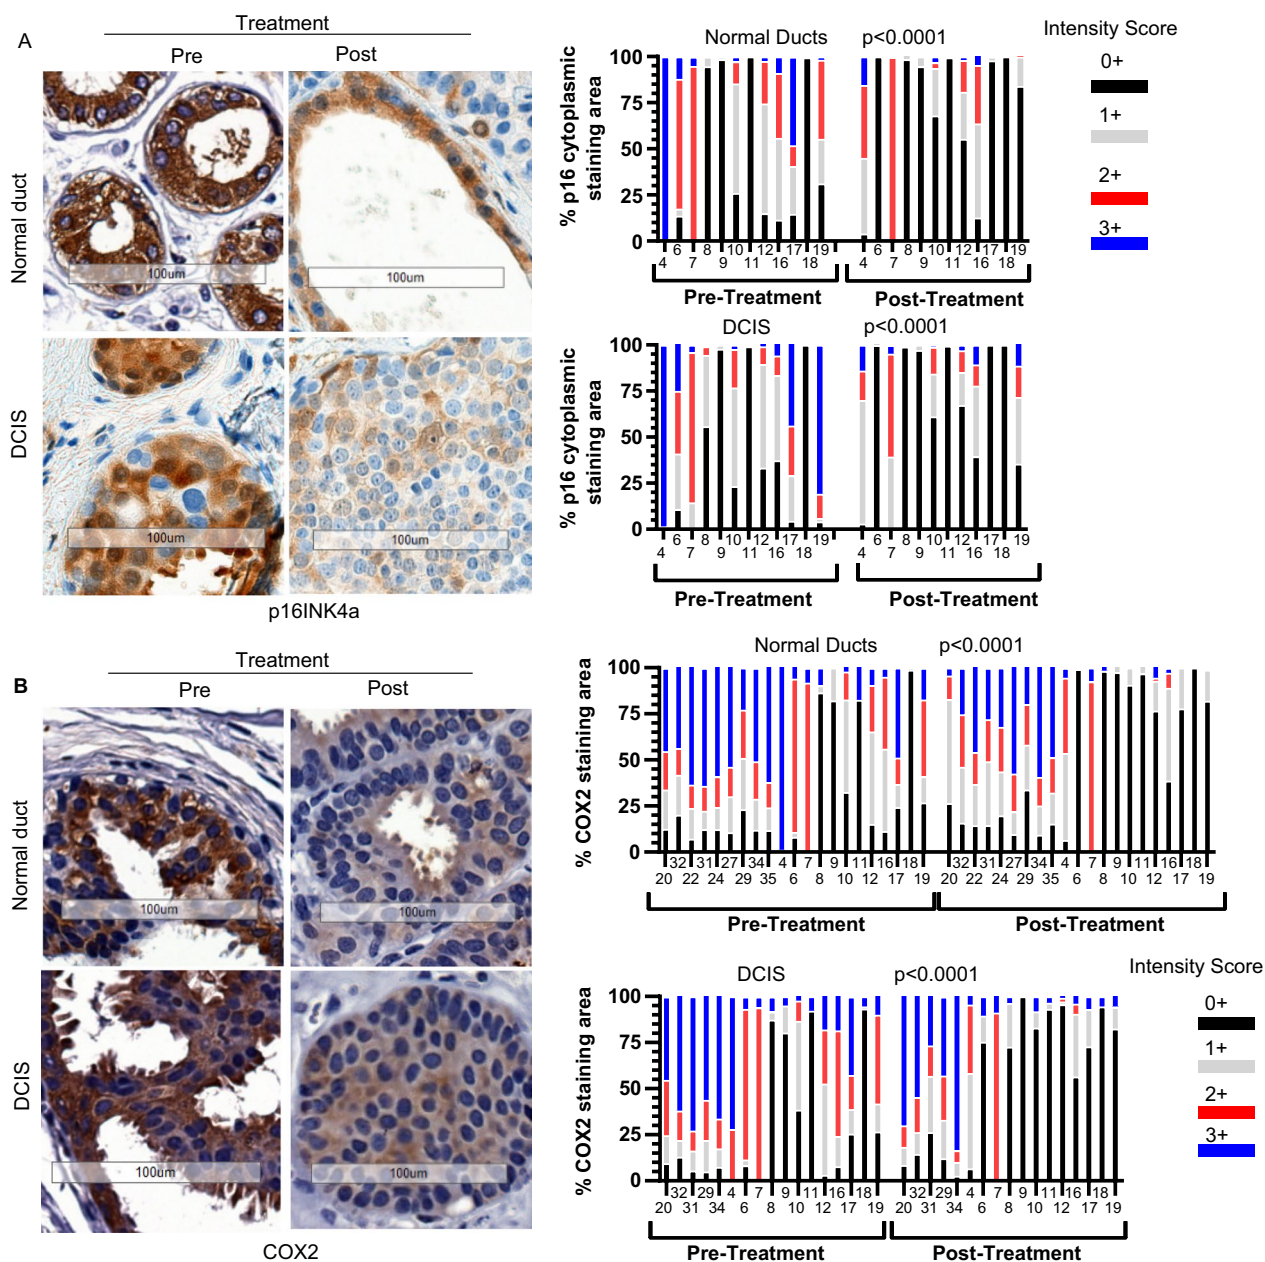 A
Treatment
Pre
Post
Normal duct
100um
100um
DCIS
100um
100um
p16INK4a
Normal Ducts
p<0.0001
% p16 cytoplasmic
staining area
100
75
50
25
0
4 6 7 8 9 10 11 12 16 17 18 19
4 6 7 8 9 10 11 12 16 17 18 19
Pre-Treatment
Post-Treatment
Intensity Score
0+
1+
2+
3+
DCIS
p<0.0001
% p16 cytoplasmic
staining area
100
75
50
25
0
4 6 7 8 9 10 11 12 16 17 18 19
4 6 7 8 9 10 11 12 16 17 18 19
Pre-Treatment
Post-Treatment
B
Treatment
Pre
Post
Normal duct
100um
100um
DCIS
100um
100um
COX2
Normal Ducts
p<0.0001
% COX2 staining area
100
75
50
25
0
20 32 22 31 24 27 29 34 35 4 6 7 8 9 10 11 12 16 17 18 19
20 32 22 31 24 27 29 34 35 4 6 7 8 9 10 11 12 16 17 18 19
Pre-Treatment
Post-Treatment
DCIS
p<0.0001
% COX2 staining area
100
75
50
25
0
20 32 31 29 34 4 6 7 8 9 10 11 12 16 17 18 19
20 32 31 29 34 4 6 7 8 9 10 11 12 16 17 18 19
Pre-Treatment
Post-Treatment
Intensity Score
0+
1+
2+
3+